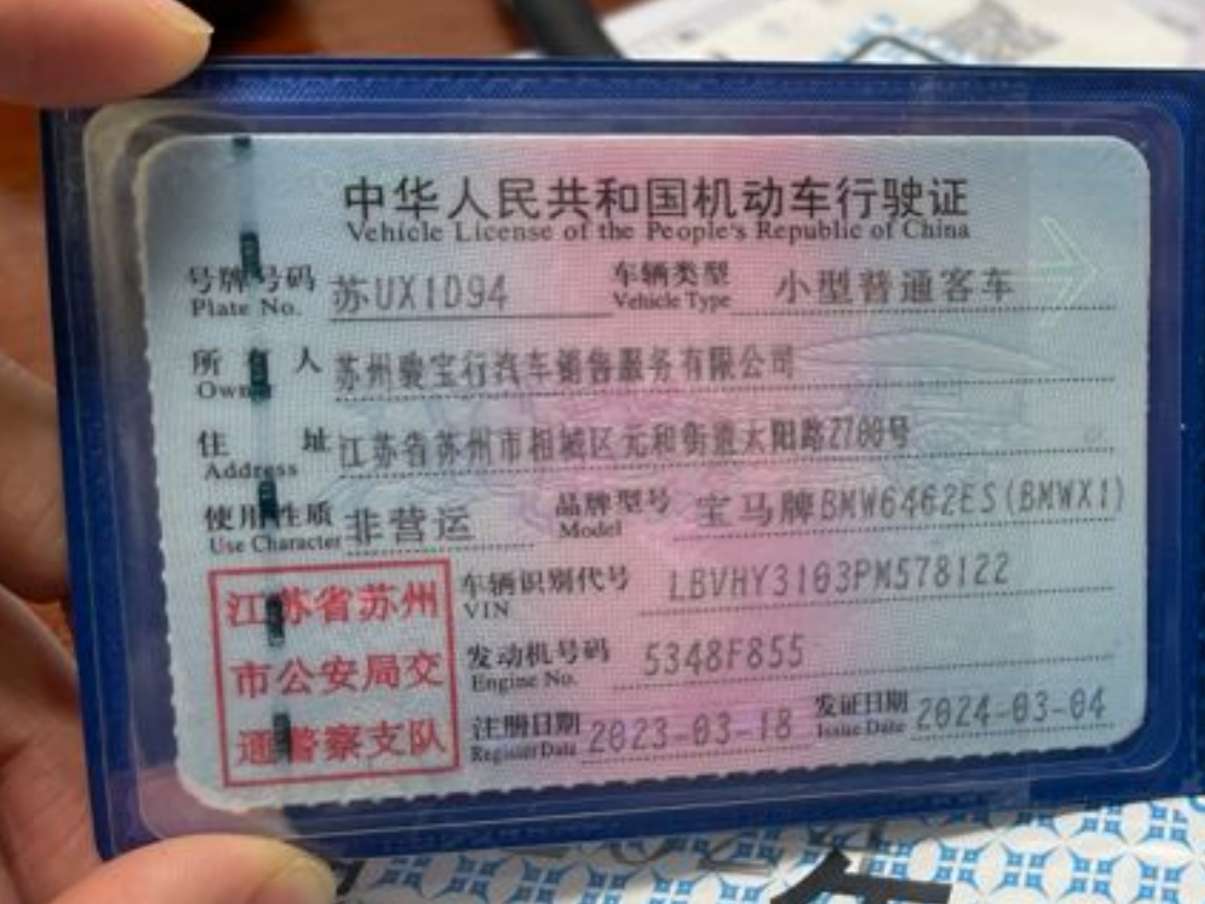 中华人民共和国机动车行驶证
Vehicle License of the People's Republic of China
号牌号码 苏UX1D94 车辆类型 小型普通客车
Plate No. Vehicle Type
所有人 苏州骏宝行汽车销售服务有限公司
Owner
住址 江苏省苏州市相城区元和街道太阳路2700号
Address
使用性质 非营运 品牌型号 宝马牌BMW6462ES(BMWX1)
Use Character Model
江苏省苏州
市公安局交
通警察支队
车辆识别代号 LBVHY3103PM578122
VIN
发动机号码 5348F855
Engine No.
注册日期 2023-03-18 发证日期 2024-03-04
Register Date Issue Date